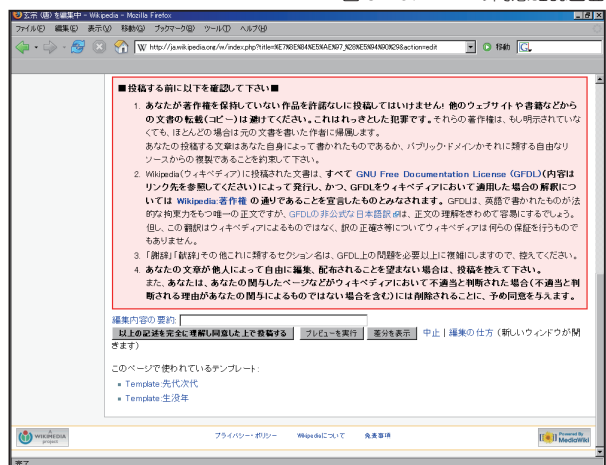 玄宗 (唐) を編集中 - Wikipedia - Mozilla Firefox
ファイル(F) 編集(E) 表示(V) 移動(G) ブックマーク(B) ツール(T) ヘルプ(H)
http://ja.wikipedia.org/w/index.php?title=%E7%8E%84%E5%AE%97_%28%E5%94%90%29&action=edit 移動
■投稿する前に以下を確認して下さい■
1. あなたが著作権を保持していない作品を許諾なしに投稿してはいけません! 他のウェブサイトや書籍などから
の文書の転載(コピー)は避けてください。これはれっきとした犯罪です。それらの著作権は、もし明示されていな
くても、ほとんどの場合は元の文書を書いた作者に帰属します。
あなたの投稿する文章はあなた自身によって書かれたものであるか、パブリック・ドメインかそれに類する自由なリ
ソースからの複製であることを約束して下さい。
2. Wikipedia(ウィキペディア)に投稿された文書は、すべて GNU Free Documentation License (GFDL)(内容は
リンク先を参照してください)によって発行し、かつ、GFDLをウィキペディアにおいて適用した場合の解釈につ
いては Wikipedia:著作権 の通りであることを宣言したものとみなされます。GFDLは、英語で書かれたものが法
的な拘束力をもつ唯一の正文ですが、GFDLの非公式な日本語訳は、正文の理解をきわめて容易にするでしょう。
但し、この翻訳はウィキペディアによるものではなく、訳の正確さ等についてウィキペディアは何らの保証を行うもので
もありません。
3. 「謝辞」「献辞」その他これに類するセクション名は、GFDL上の問題を必要以上に複雑にしますので、控えてください。
4. あなたの文章が他人によって自由に編集、配布されることを望まない場合は、投稿を控えて下さい。
また、あなたは、あなたの関与したページなどがウィキペディアにおいて不適当と判断された場合(不適当と判
断される理由があなたの関与によるものではない場合を含む)には削除されることに、予め同意を与えます。
編集内容の要約:
以上の記述を完全に理解し同意した上で投稿する プレビューを実行 差分を表示 中止 | 編集の仕方 (新しいウィンドウが開
きます)
このページで使われているテンプレート:
Template:先代次代
Template:生没年
A WIKIMEDIA project プライバシー・ポリシー Wikipediaについて 免責事項 Powered By MediaWiki
完了